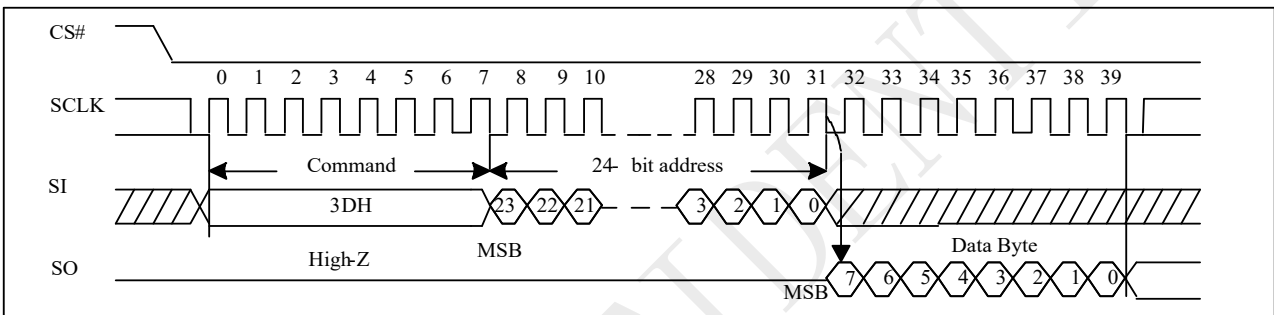 CS#
0 1 2 3 4 5 6 7 8 9 10 28 29 30 31 32 33 34 35 36 37 38 39
SCLK
Command 24- bit address
SI
3DH 23 22 21 3 2 1 0
MSB Data Byte
High-Z
SO
MSB 7 6 5 4 3 2 1 0